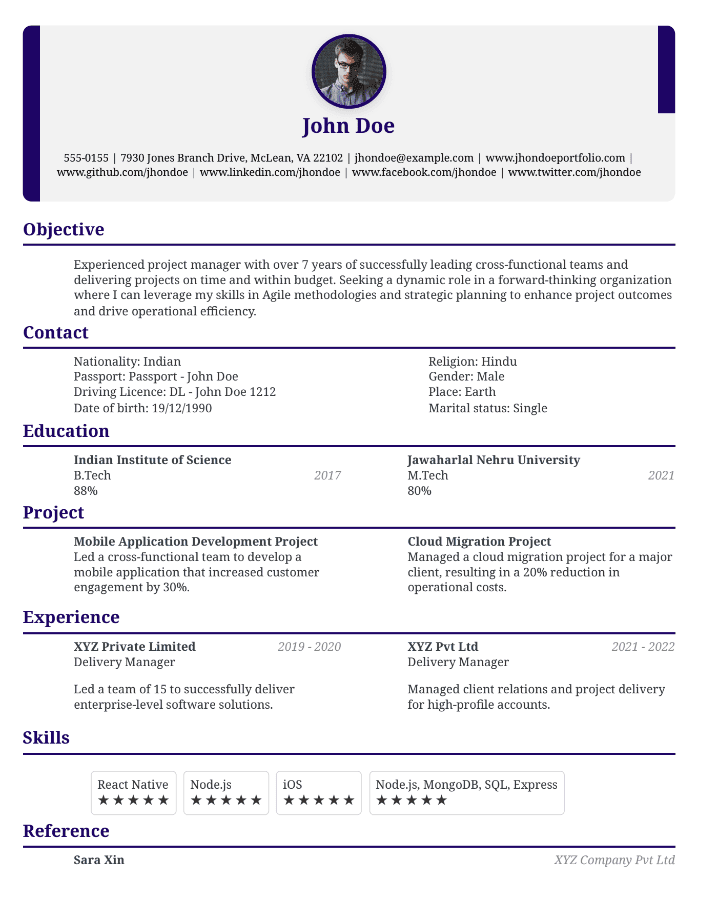 John Doe
555-0155 | 7930 Jones Branch Drive, McLean, VA 22102 | jhondoe@example.com | www.jhondoeportfolio.com |
www.github.com/jhondoe | www.linkedin.com/jhondoe | www.facebook.com/jhondoe | www.twitter.com/jhondoe
Objective
Experienced project manager with over 7 years of successfully leading cross-functional teams and
delivering projects on time and within budget. Seeking a dynamic role in a forward-thinking organization
where I can leverage my skills in Agile methodologies and strategic planning to enhance project outcomes
and drive operational efficiency.
Contact
Nationality: Indian
Passport: Passport - John Doe
Driving Licence: DL - John Doe 1212
Date of birth: 19/12/1990
Religion: Hindu
Gender: Male
Place: Earth
Marital status: Single
Education
Indian Institute of Science
B.Tech 2017
88%
Jawaharlal Nehru University
M.Tech 2021
80%
Project
Mobile Application Development Project
Led a cross-functional team to develop a
mobile application that increased customer
engagement by 30%.
Cloud Migration Project
Managed a cloud migration project for a major
client, resulting in a 20% reduction in
operational costs.
Experience
XYZ Private Limited 2019 - 2020
Delivery Manager
Led a team of 15 to successfully deliver
enterprise-level software solutions.
XYZ Pvt Ltd 2021 - 2022
Delivery Manager
Managed client relations and project delivery
for high-profile accounts.
Skills
React Native
★★★★★
Node.js
★★★★★
iOS
★★★★★
Node.js, MongoDB, SQL, Express
★★★★★
Reference
Sara Xin XYZ Company Pvt Ltd